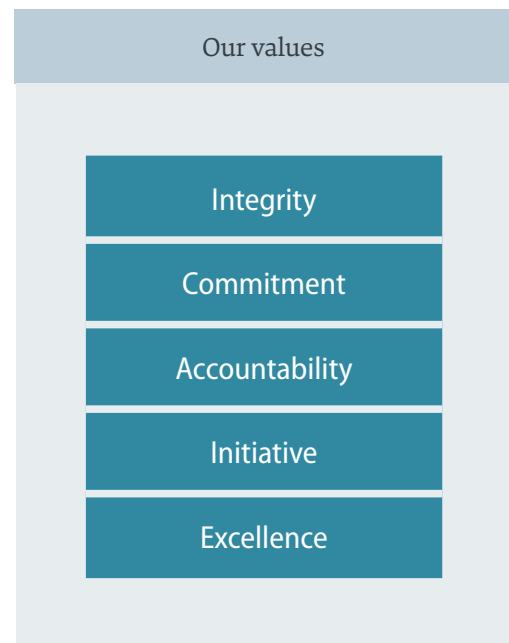 Our values
Integrity
Commitment
Accountability
Initiative
Excellence